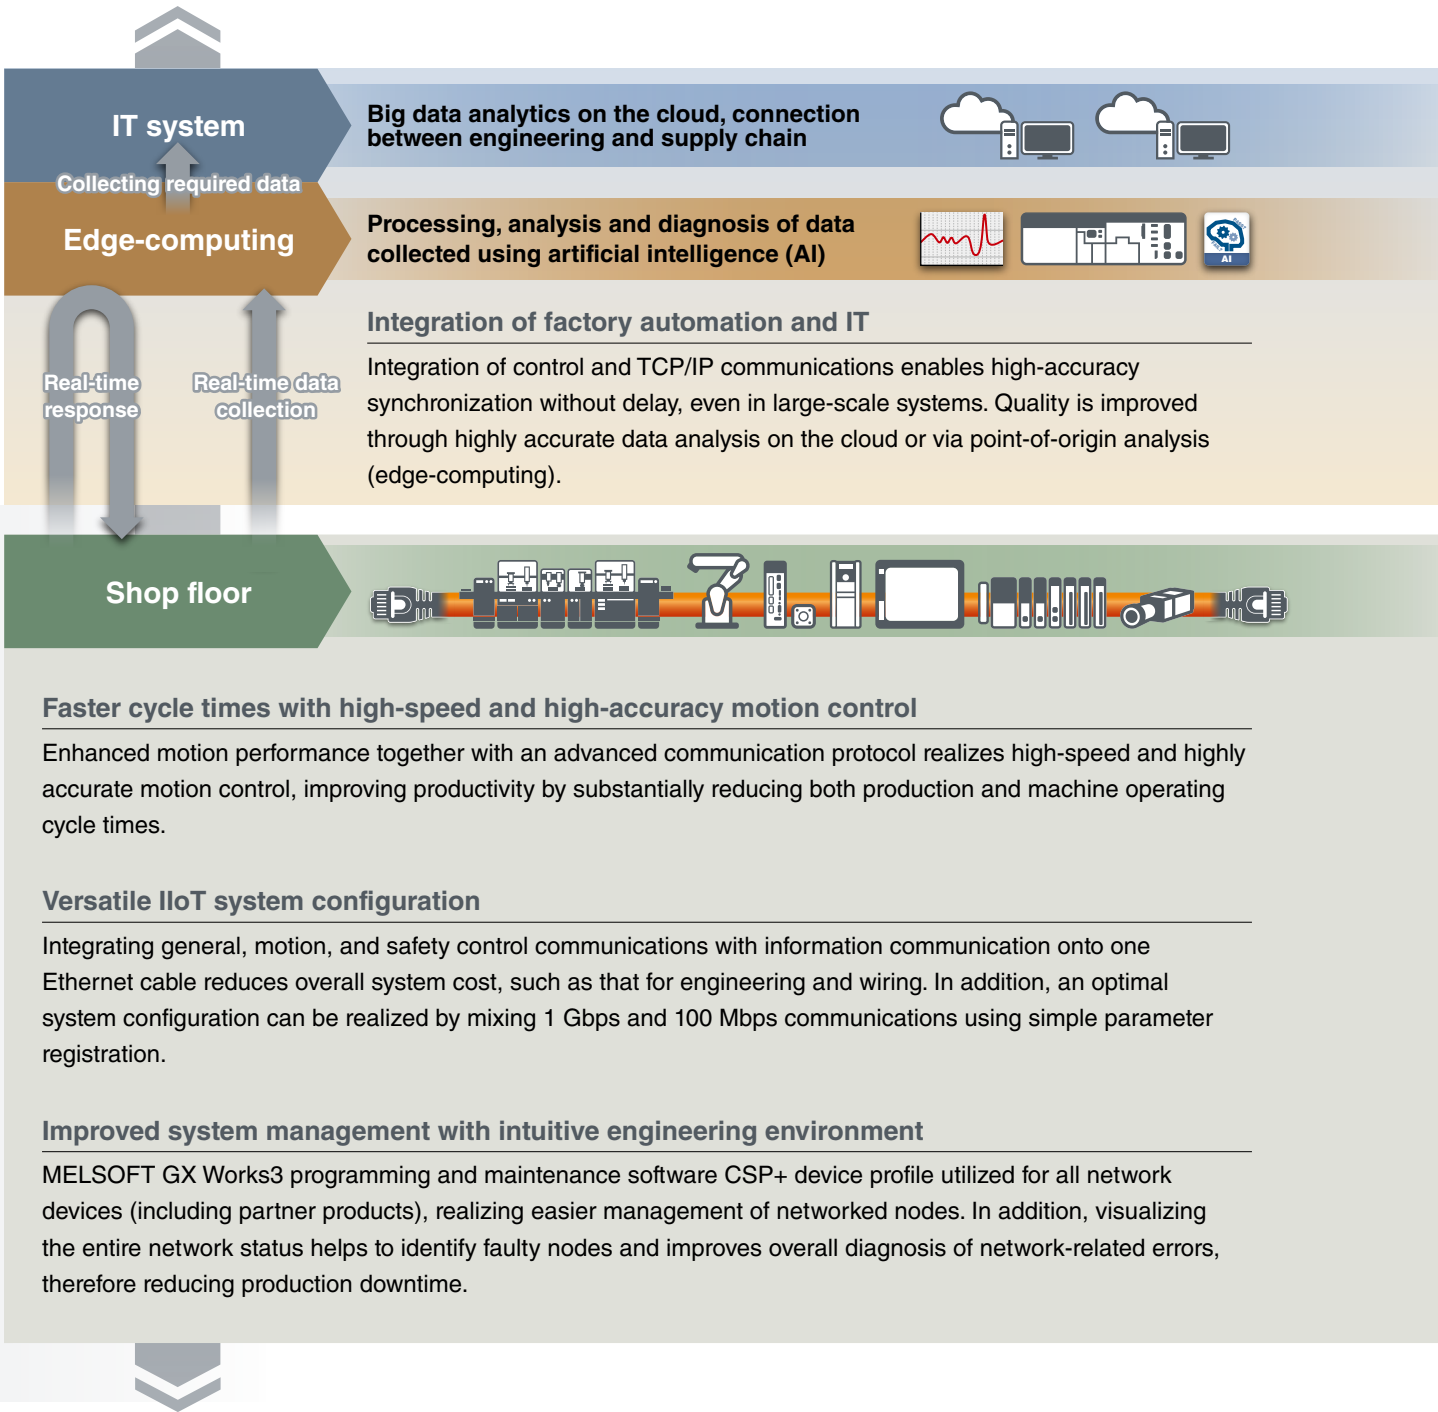 IT system
Big data analytics on the cloud, connection
between engineering and supply chain
Collecting required data
Edge-computing
Processing, analysis and diagnosis of data
collected using artificial intelligence (AI)
AI
Integration of factory automation and IT
Integration of control and TCP/IP communications enables high-accuracy
synchronization without delay, even in large-scale systems. Quality is improved
through highly accurate data analysis on the cloud or via point-of-origin analysis
(edge-computing).
Real-time
response
Real-time data
collection
Shop floor
Faster cycle times with high-speed and high-accuracy motion control
Enhanced motion performance together with an advanced communication protocol realizes high-speed and highly
accurate motion control, improving productivity by substantially reducing both production and machine operating
cycle times.
Versatile IIoT system configuration
Integrating general, motion, and safety control communications with information communication onto one
Ethernet cable reduces overall system cost, such as that for engineering and wiring. In addition, an optimal
system configuration can be realized by mixing 1 Gbps and 100 Mbps communications using simple parameter
registration.
Improved system management with intuitive engineering environment
MELSOFT GX Works3 programming and maintenance software CSP+ device profile utilized for all network
devices (including partner products), realizing easier management of networked nodes. In addition, visualizing
the entire network status helps to identify faulty nodes and improves overall diagnosis of network-related errors,
therefore reducing production downtime.